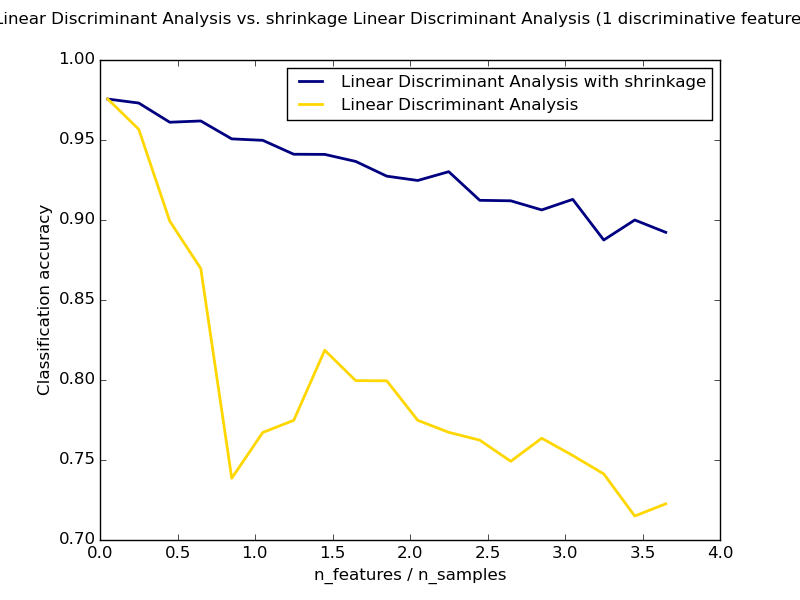 Linear Discriminant Analysis vs. shrinkage Linear Discriminant Analysis (1 discriminative feature
1.00
0.95
0.90
0.85
0.80
0.75
0.70
Classification accuracy
Linear Discriminant Analysis with shrinkage
Linear Discriminant Analysis
0.0 0.5 1.0 1.5 2.0 2.5 3.0 3.5 4.0
n_features / n_samples